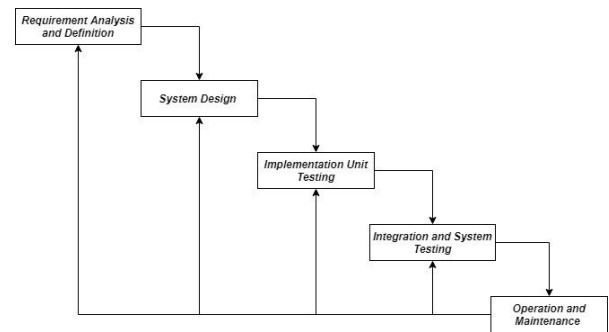 Requirement Analysis
and Definition
System Design
Implementation Unit
Testing
Integration and System
Testing
Operation and
Maintenance